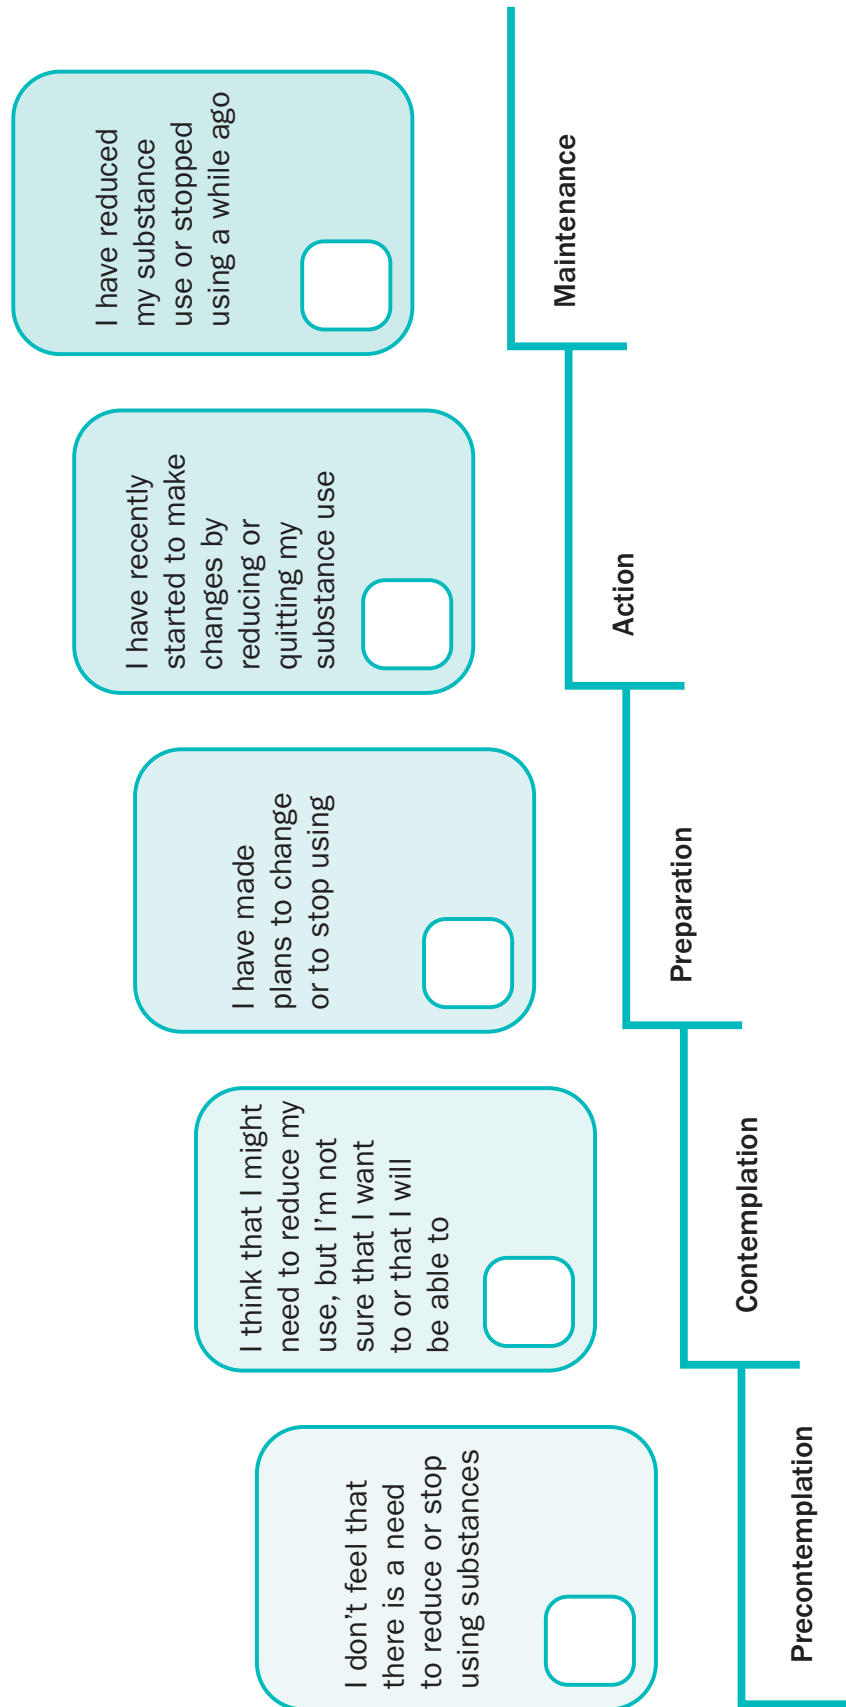 I don’t feel that
there is a need
to reduce or stop
using substances
Precontemplation
I think that I might
need to reduce my
use, but I’m not
sure that I want
to or that I will
be able to
Contemplation
I have made
plans to change
or to stop using
Preparation
I have recently
started to make
changes by
reducing or
quitting my
substance use
Action
I have reduced
my substance
use or stopped
using a while ago
Maintenance